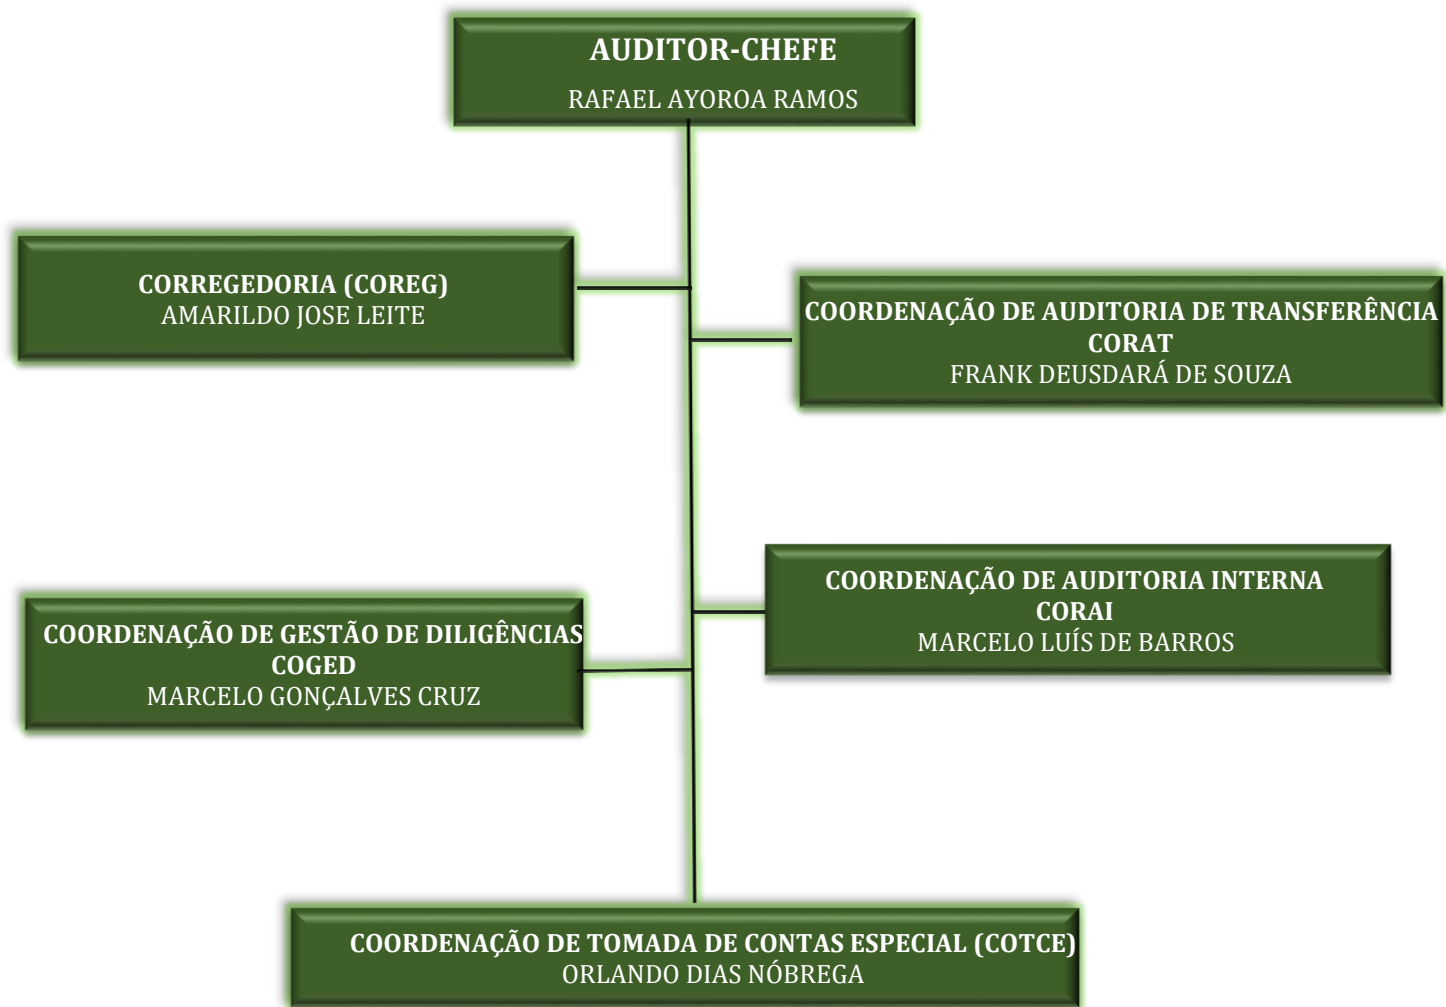 AUDITOR-CHEFE
RAFAEL AYOROA RAMOS
CORREGEDORIA (COREG)
AMARILDO JOSE LEITE
COORDENAÇÃO DE AUDITORIA DE TRANSFERÊNCIA
CORAT
FRANK DEUSDARÁ DE SOUZA
COORDENAÇÃO DE AUDITORIA INTERNA
CORAI
MARCELO LUÍS DE BARROS
COORDENAÇÃO DE GESTÃO DE DILIGÊNCIAS
COGED
MARCELO GONÇALVES CRUZ
COORDENAÇÃO DE TOMADA DE CONTAS ESPECIAL (COTCE)
ORLANDO DIAS NÓBREGA